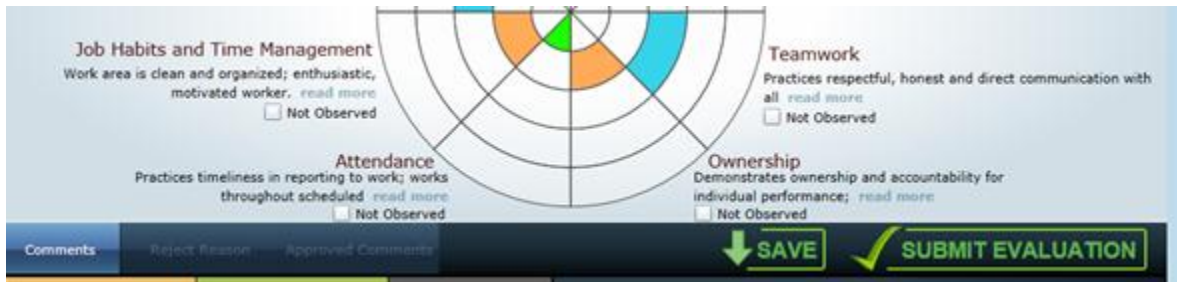 Job Habits and Time Management
Work area is clean and organized; enthusiastic,
motivated worker. read more
Not Observed
Teamwork
Practices respectful, honest and direct communication with
all read more
Not Observed
Attendance
Practices timeliness in reporting to work; works
throughout scheduled read more
Not Observed
Ownership
Demonstrates ownership and accountability for
individual performance; read more
Not Observed
Comments Reject Reason Approved Comments SAVE SUBMIT EVALUATION